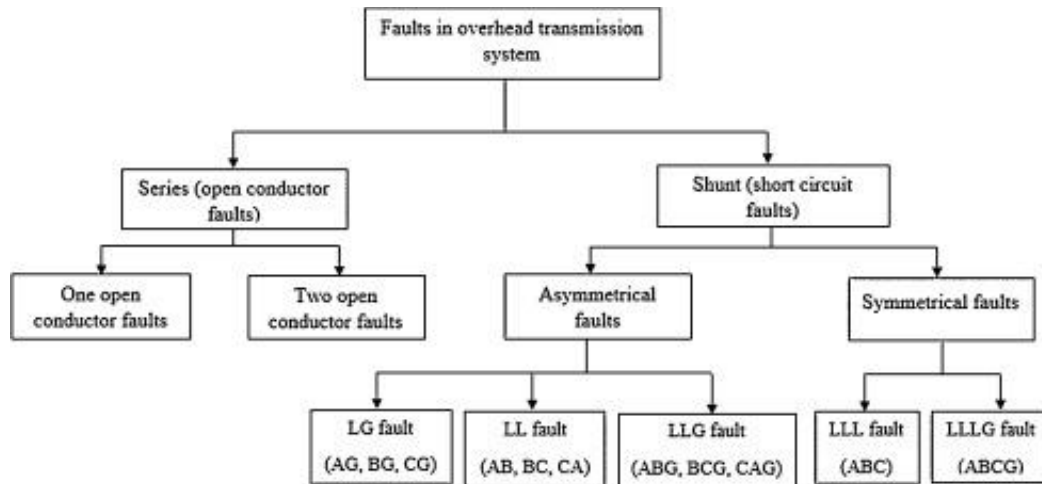 Faults in overhead transmission
system
Series (open conductor
faults)
Shunt (short circuit
faults)
One open
conductor faults
Two open
conductor faults
Asymmetrical
faults
Symmetrical faults
LG fault
(AG, BG, CG)
LL fault
(AB, BC, CA)
LLG fault
(ABG, BCG, CAG)
LLL fault
(ABC)
LLLG fault
(ABCG)